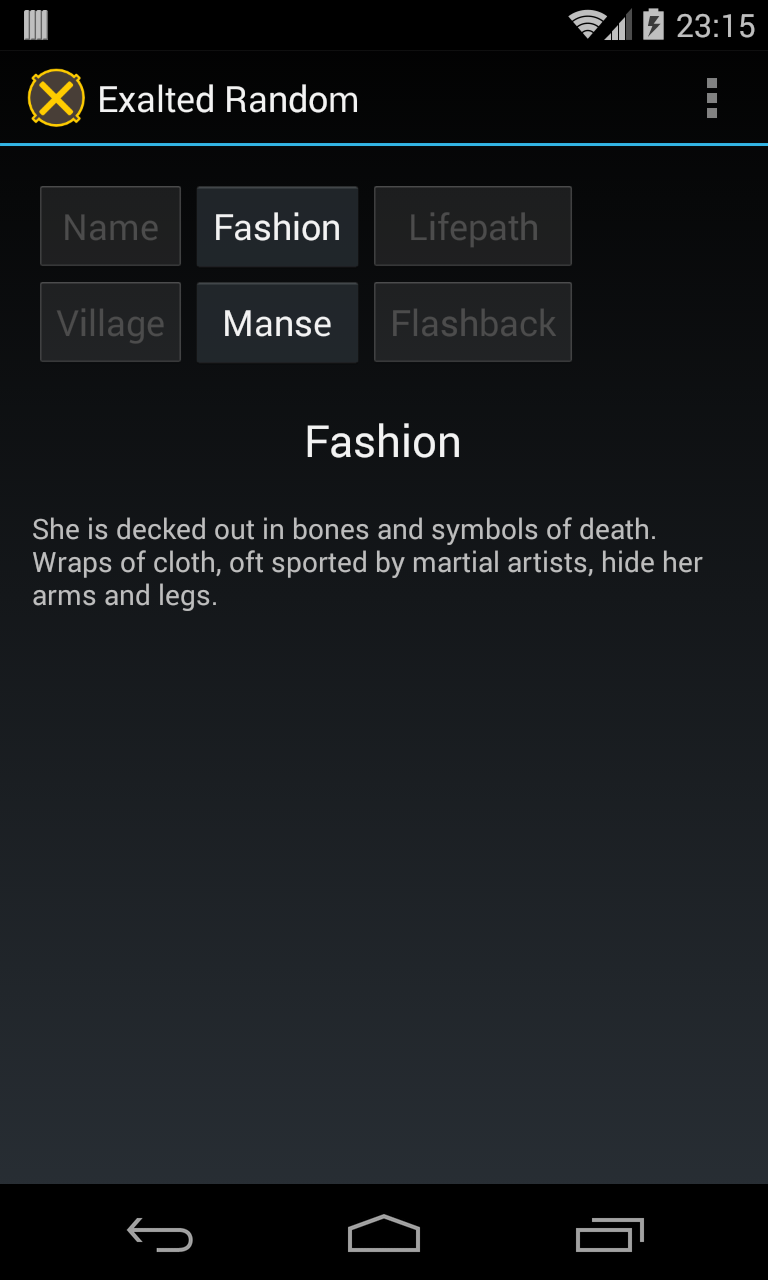 23:15
Exalted Random
Name Fashion Lifepath
Village Manse Flashback
Fashion
She is decked out in bones and symbols of death.
Wraps of cloth, oft sported by martial artists, hide her
arms and legs.